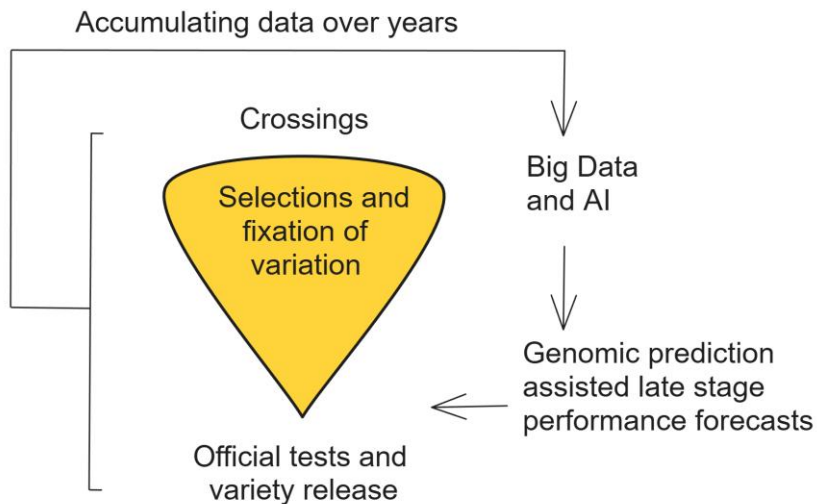 Accumulating data over years
Crossings
Selections and
fixation of
variation
Big Data
and AI
Genomic prediction
assisted late stage
performance forecasts
Official tests and
variety release